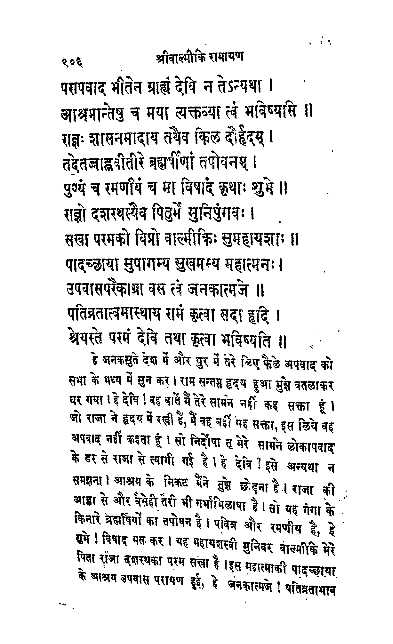 ९०६ श्रीवाल्मीकि रामायण
परापवाद भीतेन ग्राह्यं देवि न तेऽन्यथा ।
आश्रमान्तेषु च मया त्यक्तव्या त्वं भविष्यसि ॥
राज्ञः शासनमादाय तथैव किल दौर्हृदम् ।
तदेतज्जाह्नवीतीरे ब्रह्मर्षीणां तपोवनम् ।
पुण्यं च रमणीयं च मा विषादं कृथाः शुभे ॥
राज्ञो दशरथस्यैव पितुर्मे मुनिपुंगवः ।
सखा परमको विप्रो वाल्मीकिः सुमहायशाः ॥
पादच्छाया मुपागम्य सुखमस्य महात्मनः ।
उपवासपरैकाग्रा वस त्वं जनकात्मजे ॥
पतिव्रतात्वमास्थाय रामं कृत्वा सदा हृदि ।
श्रेयस्ते परमं देवि तथा कृत्वा भविष्यति ॥
हे जनकसुते देश में और पुर में तेरे लिए फैले अपवाद को
सभा के मध्य में सुन कर । राम सन्तप्त हृदय हुआ मुझे बतलाकर
घर गया । हे देवि ! वह बातें मैं तेरे सामने नहीं कह सक्ता हूं ।
जो राजा ने हृदय में रखी हैं, मैं वह नहीं सह सक्ता, इस लिये वह
अपवाद नहीं कहता हूं । सो निर्दोषा तू मेरे सामने लोकापवाद
के डर से राजा से त्यागी गई है । हे देवि ! इसे अन्यथा न
समझना । आश्रम के निकट मैंने तुझे छोड़ना है । राजा की
आज्ञा से और वैसेही तेरी भी गर्भाभिलाषा है । सो यह गंगा के
किनारे ब्रह्मर्षियों का तपोवन है । पवित्र और रमणीय है, हे
शुभे ! विषाद मत कर । यह महायशस्वी मुनिवर वाल्मीकि मेरे
पिता राजा दशरथका परम सखा है । इस महात्माकी पादच्छाया
के आश्रय उपवास परायण हुई, हे जनकात्मजे ! पतिव्रताभाव